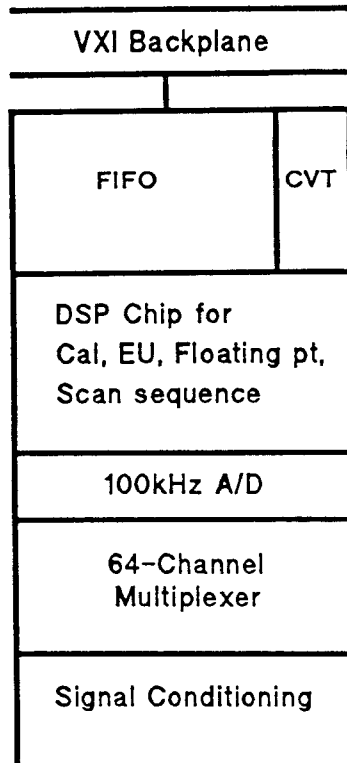 VXI Backplane
FIFO
CVT
DSP Chip for
Cal, EU, Floating pt,
Scan sequence
100kHz A/D
64-Channel
Multiplexer
Signal Conditioning